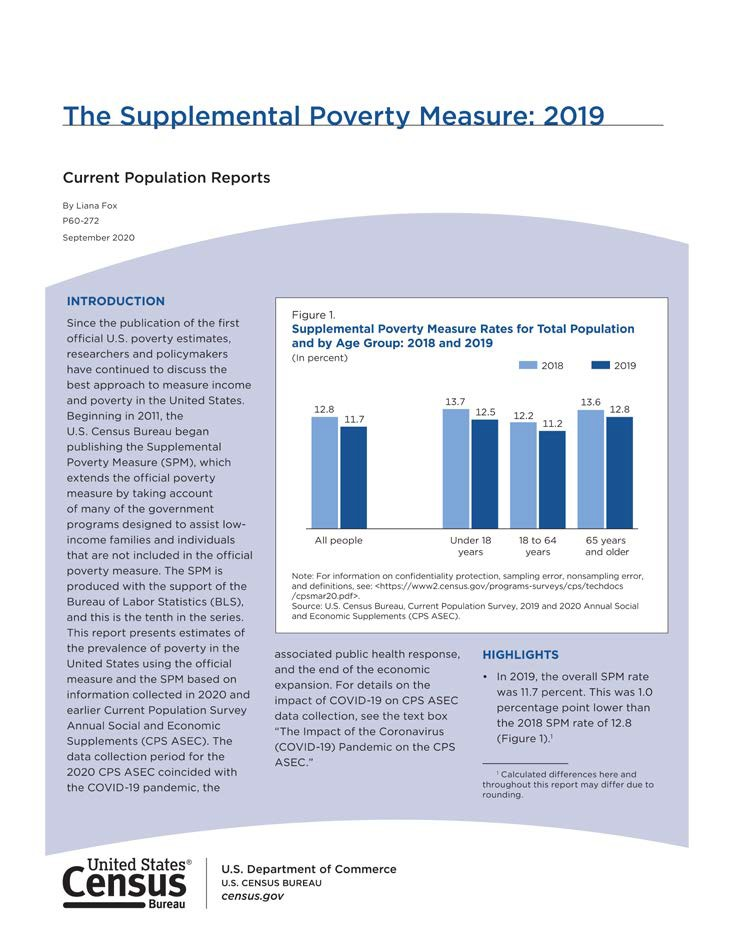 The Supplemental Poverty Measure: 2019
Current Population Reports
By Liana Fox
P60-272
September 2020
INTRODUCTION
Since the publication of the first
official U.S. poverty estimates,
researchers and policymakers
have continued to discuss the
best approach to measure income
and poverty in the United States.
Beginning in 2011, the
U.S. Census Bureau began
publishing the Supplemental
Poverty Measure (SPM), which
extends the official poverty
measure by taking account
of many of the government
programs designed to assist low-
income families and individuals
that are not included in the official
poverty measure. The SPM is
produced with the support of the
Bureau of Labor Statistics (BLS),
and this is the tenth in the series.
This report presents estimates of
the prevalence of poverty in the
United States using the official
measure and the SPM based on
information collected in 2020 and
earlier Current Population Survey
Annual Social and Economic
Supplements (CPS ASEC). The
data collection period for the
2020 CPS ASEC coincided with
the COVID-19 pandemic, the
Figure 1.
Supplemental Poverty Measure Rates for Total Population
and by Age Group: 2018 and 2019
(In percent)
2018 2019
12.8 11.7 13.7 12.5 12.2 11.2 13.6 12.8
All people Under 18 18 to 64 65 years
years years and older
Note: For information on confidentiality protection, sampling error, nonsampling error,
and definitions, see: <https://www2.census.gov/programs-surveys/cps/techdocs
/cpsmar20.pdf>.
Source: U.S. Census Bureau, Current Population Survey, 2019 and 2020 Annual Social
and Economic Supplements (CPS ASEC).
associated public health response,
and the end of the economic
expansion. For details on the
impact of COVID-19 on CPS ASEC
data collection, see the text box
“The Impact of the Coronavirus
(COVID-19) Pandemic on the CPS
ASEC.”
HIGHLIGHTS
• In 2019, the overall SPM rate
was 11.7 percent. This was 1.0
percentage point lower than
the 2018 SPM rate of 12.8
(Figure 1).¹
¹ Calculated differences here and
throughout this report may differ due to
rounding.
United States®
Census
Bureau
U.S. Department of Commerce
U.S. CENSUS BUREAU
census.gov